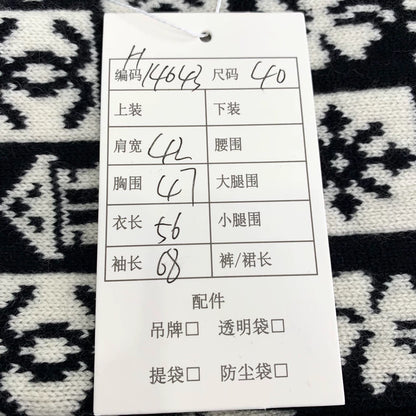 H
编码 14643 尺码 40
上装 下装
肩宽 42 腰围
胸围 47 大腿围
衣长 56 小腿围
袖长 68 裤/裙长
配件
吊牌□ 透明袋□
提袋□ 防尘袋□